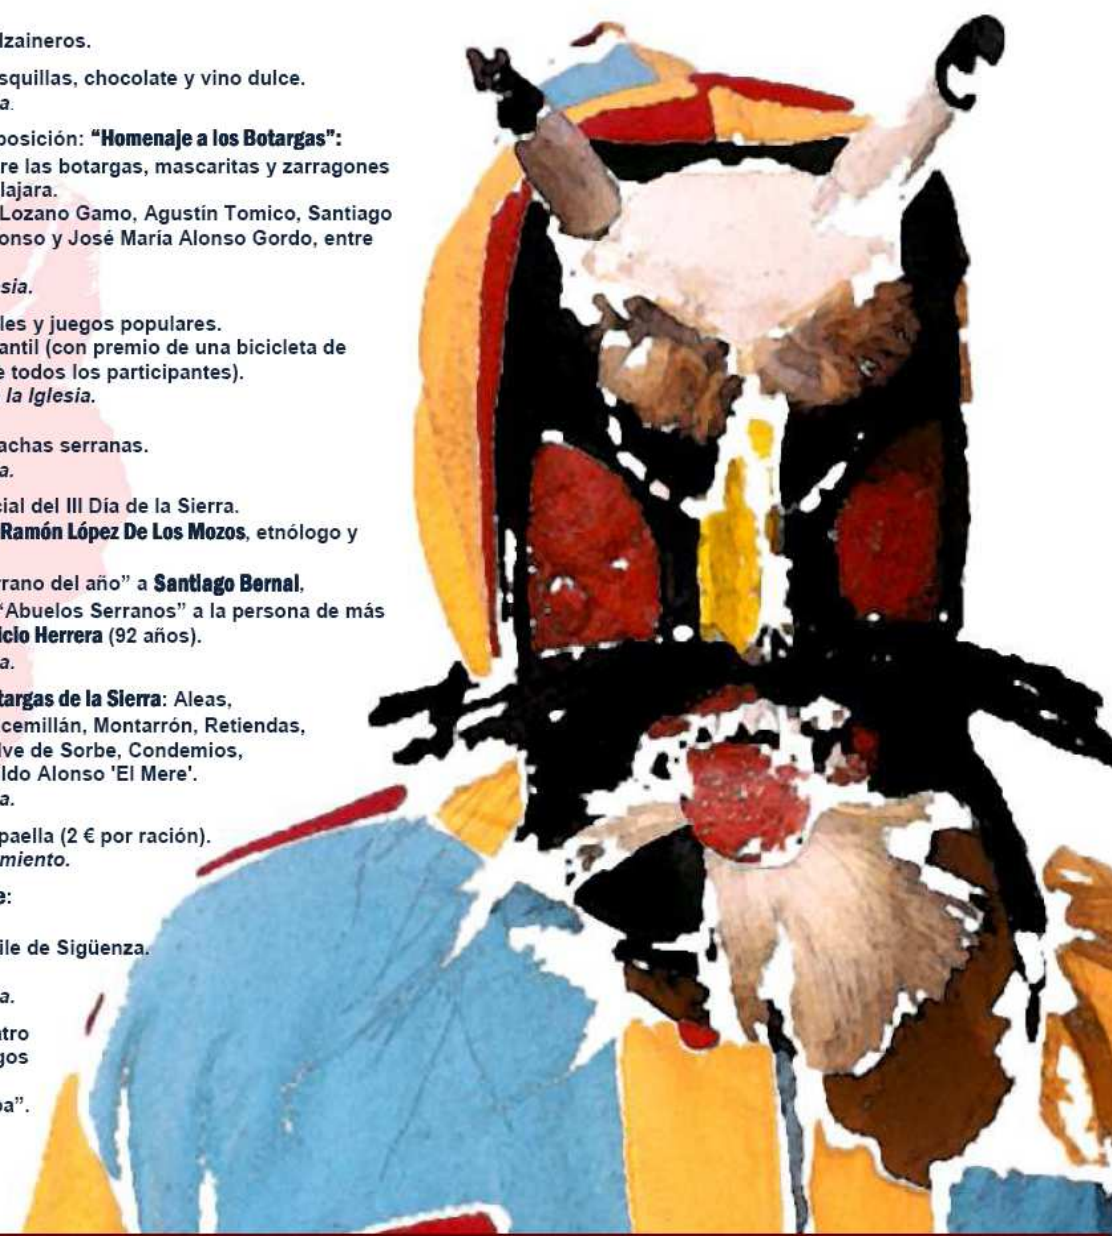 lzaineros.
squillas, chocolate y vino dulce.
a.
posición: “Homenaje a los Botargas”:
re las botargas, mascaritas y zarragones
lajara.
Lozano Gamo, Agustín Tomico, Santiago
onso y José María Alonso Gordo, entre
sia.
les y juegos populares.
antil (con premio de una bicicleta de
e todos los participantes).
la Iglesia.
achas serranas.
a.
cial del III Día de la Sierra.
Ramón López De Los Mozos, etnólogo y
rrano del año” a Santiago Bernal,
“Abuelos Serranos” a la persona de más
icio Herrera (92 años).
a.
targas de la Sierra: Aleas,
cemillán, Montarrón, Retiendas,
lve de Sorbe, Condemios,
ldo Alonso 'El Mere'.
a.
paella (2 € por ración).
miento.
e:
ile de Sigüenza.
a.
tro
gos
pa”.